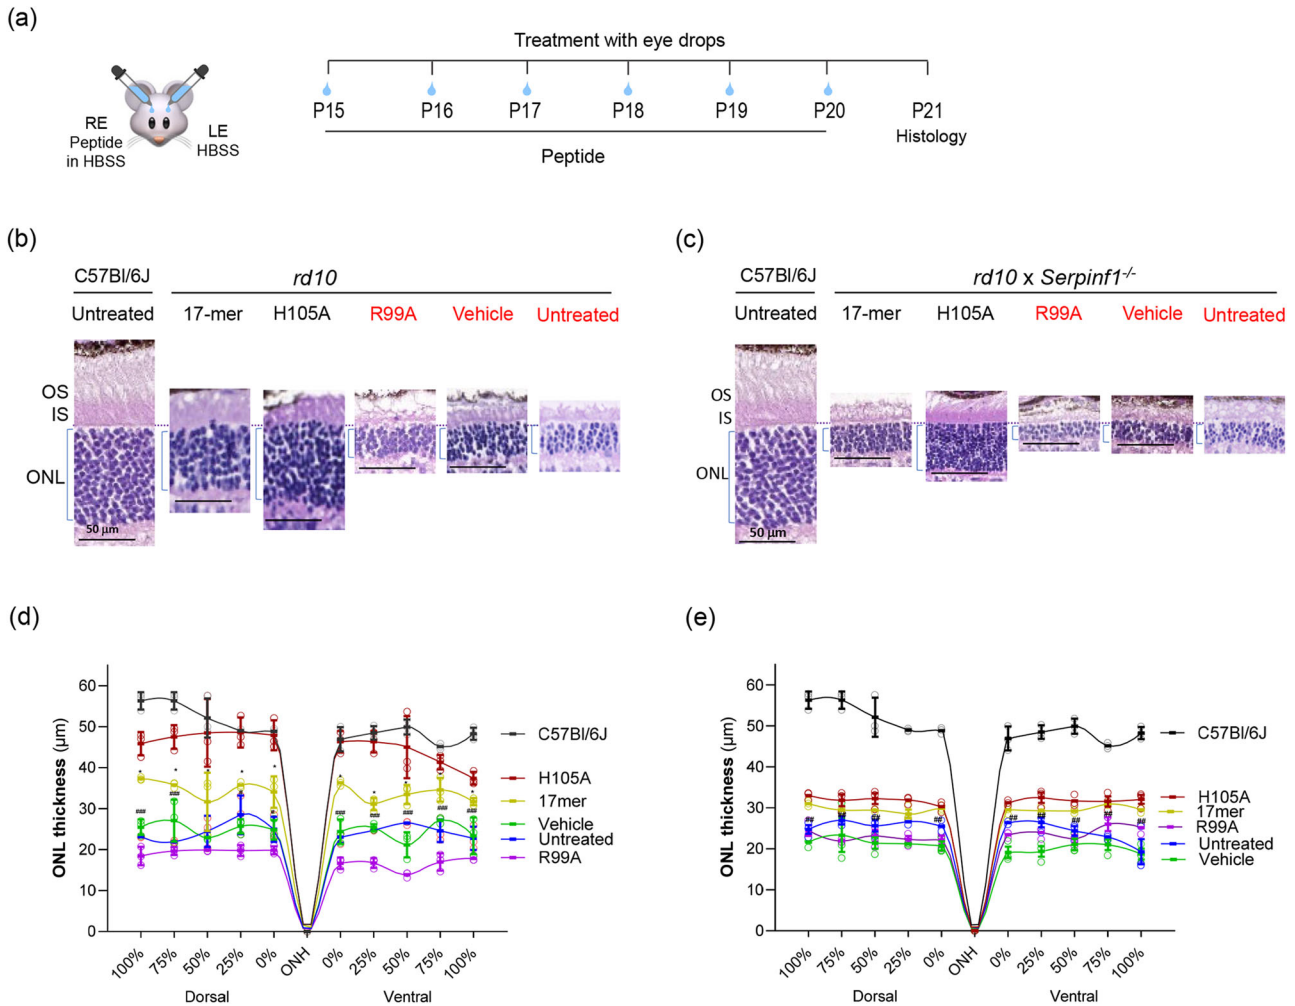 (a)
Treatment with eye drops
P15 P16 P17 P18 P19 P20 P21
RE
Peptide
in HBSS
LE
HBSS
Histology
Peptide
(b)
C57Bl/6J rd10
Untreated 17-mer H105A R99A Vehicle Untreated
OS
IS
ONL
50 µm
(c)
C57Bl/6J rd10 x Serpinf1-/-
Untreated 17-mer H105A R99A Vehicle Untreated
OS
IS
ONL
50 µm
(d)
ONL thickness (µm)
60
50
40
30
20
10
0
C57Bl/6J
H105A
17mer
Vehicle
Untreated
R99A
100% 75% 50% 25% 0% ONH 0% 25% 50% 75% 100%
Dorsal Ventral
(e)
ONL thickness (µm)
60
50
40
30
20
10
0
C57Bl/6J
H105A
17mer
R99A
Untreated
Vehicle
100% 75% 50% 25% 0% ONH 0% 25% 50% 75% 100%
Dorsal Ventral